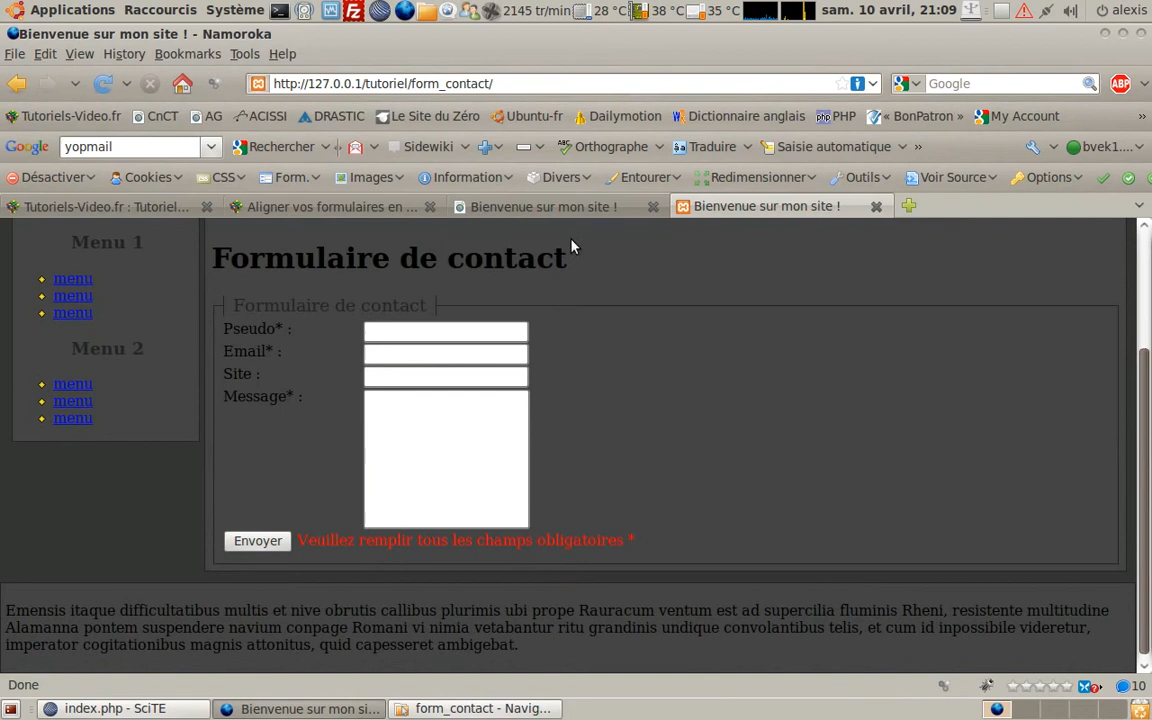 Applications Raccourcis Système 2145 tr/min 28 °C 38 °C 35 °C sam. 10 avril, 21:09 alexis
Bienvenue sur mon site ! - Namoroka
File Edit View History Bookmarks Tools Help
http://127.0.0.1/tutoriel/form_contact/ Google ABP
Tutoriels-Video.fr CnCT AG ACISSI DRASTIC Le Site du Zéro Ubuntu-fr Dailymotion Dictionnaire anglais PHP « BonPatron » My Account »
Google yopmail Rechercher Sidewiki Orthographe Traduire Saisie automatique » bvek1....
Désactiver Cookies CSS Form. Images Information Divers Entourer Redimensionner Outils Voir Source Options
Tutoriels-Video.fr : Tutoriel... Aligner vos formulaires en ... Bienvenue sur mon site ! Bienvenue sur mon site !
Menu 1
menu
menu
menu
Menu 2
menu
menu
menu
Formulaire de contact
Formulaire de contact
Pseudo* :
Email* :
Site :
Message* :
Envoyer Veuillez remplir tous les champs obligatoires *
Emensis itaque difficultatibus multis et nive obrutis callibus plurimis ubi prope Rauracum ventum est ad supercilia fluminis Rheni, resistente multitudine
Alamanna pontem suspendere navium conpage Romani vi nimia vetabantur ritu grandinis undique convolantibus telis, et cum id inpossibile videretur,
imperator cogitationibus magnis attonitus, quid capesseret ambigebat.
Done 10
index.php - SciTE Bienvenue sur mon si... form_contact - Navig...